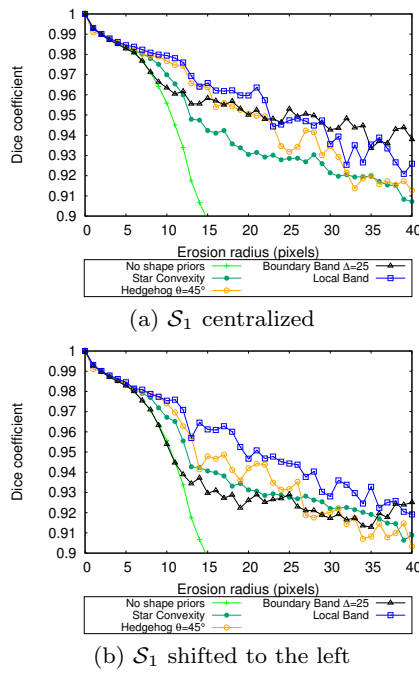 1
0.99
0.98
0.97
0.96
0.95
0.94
0.93
0.92
0.91
0.9
Dice coefficient
0 5 10 15 20 25 30 35 40
Erosion radius (pixels)
No shape priors
Star Convexity
Hedgehog θ=45°
Boundary Band Δ=25
Local Band
(a) 𝒮₁ centralized
1
0.99
0.98
0.97
0.96
0.95
0.94
0.93
0.92
0.91
0.9
Dice coefficient
0 5 10 15 20 25 30 35 40
Erosion radius (pixels)
No shape priors
Star Convexity
Hedgehog θ=45°
Boundary Band Δ=25
Local Band
(b) 𝒮₁ shifted to the left